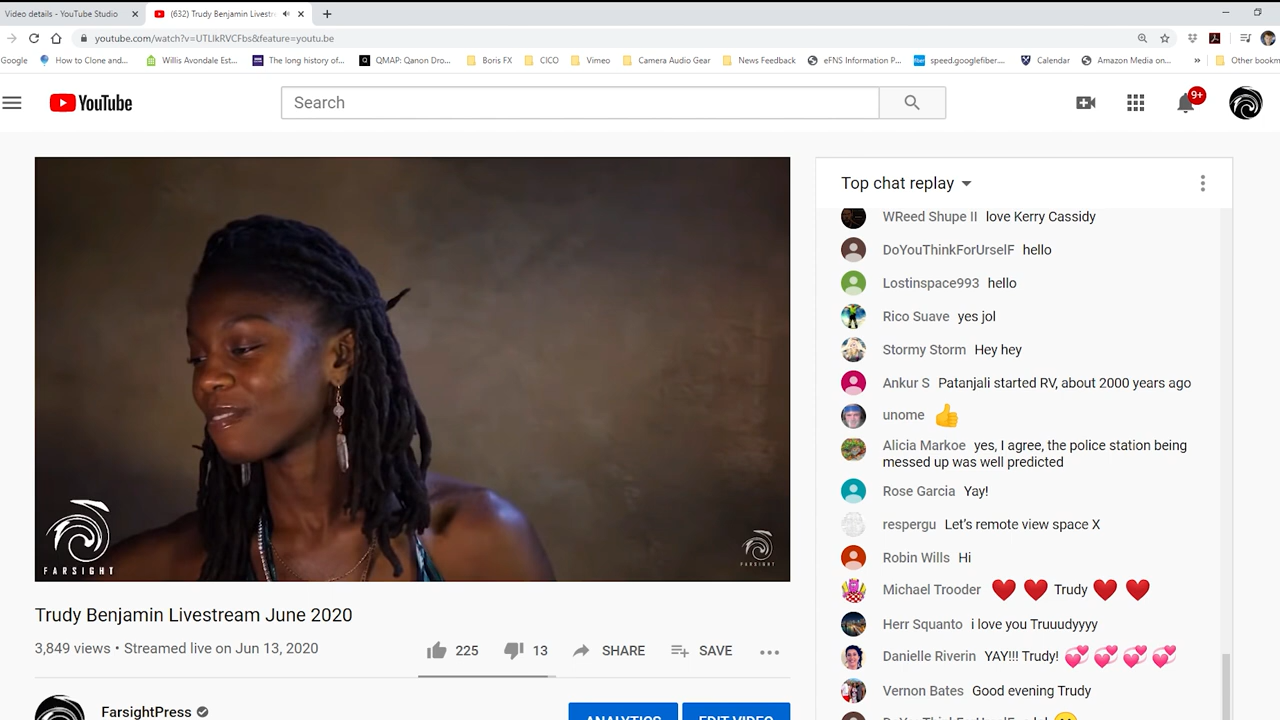 Video details - YouTube Studio
(632) Trudy Benjamin Livestre
youtube.com/watch?v=UTLlkRVCFbs&feature=youtu.be
Google How to Clone and... Willis Avondale Est... The long history of... QMAP: Qanon Dro... Boris FX CICO Vimeo Camera Audio Gear News Feedback eFNS Information P... speed.googlefiber... Calendar Amazon Media on... » Other bookm
YouTube
Search
9+
FARSIGHT
FARSIGHT
Trudy Benjamin Livestream June 2020
3,849 views • Streamed live on Jun 13, 2020
225 13 SHARE SAVE
FarsightPress
ANALYTICS EDIT VIDEO
Top chat replay
WReed Shupe II love Kerry Cassidy
DoYouThinkForUrselF hello
Lostinspace993 hello
Rico Suave yes jol
Stormy Storm Hey hey
Ankur S Patanjali started RV, about 2000 years ago
unome 👍
Alicia Markoe yes, I agree, the police station being
messed up was well predicted
Rose Garcia Yay!
respergu Let's remote view space X
Robin Wills Hi
Michael Trooder ❤️ ❤️ Trudy ❤️ ❤️
Herr Squanto i love you Truuudyyyy
Danielle Riverin YAY!!! Trudy! 💞 💞 💞 💞
Vernon Bates Good evening Trudy